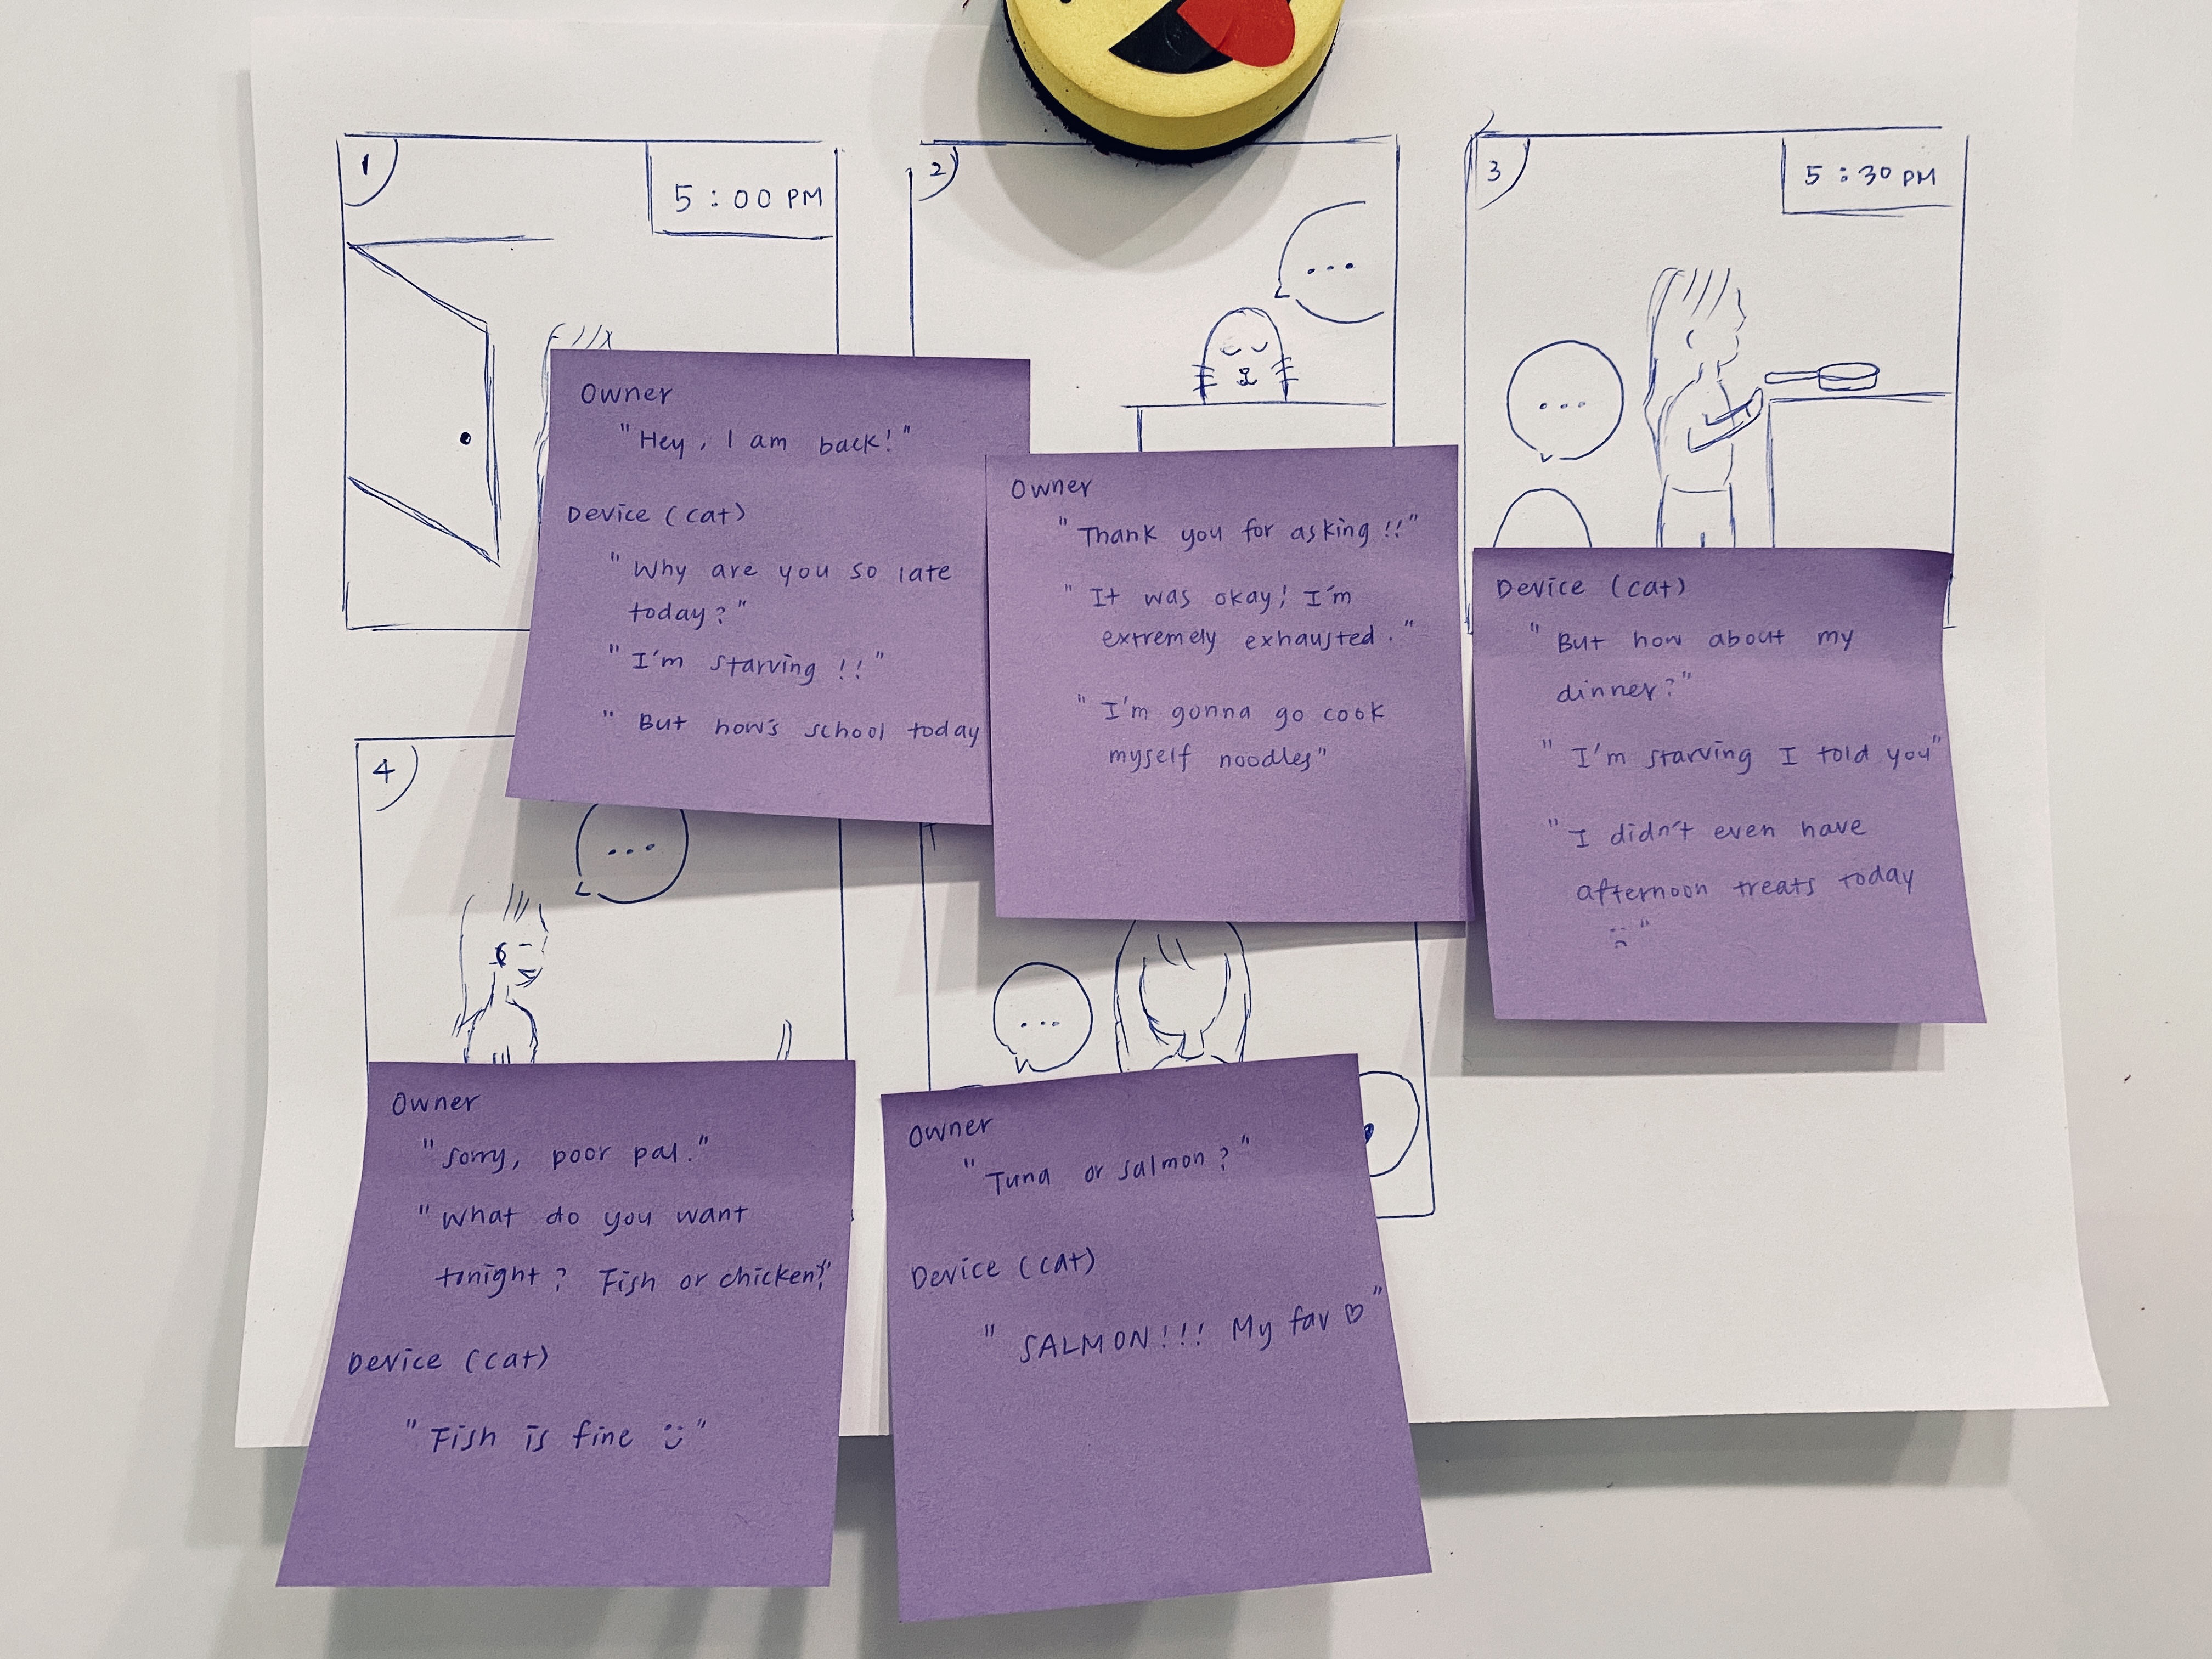 1
5:00 PM
2
...
3
5:30 PM
...
Owner
"Hey, I am back!"
Device (cat)
"Why are you so late
today?"
"I'm starving!!"
"But how's school today
Owner
"Thank you for asking!!"
"It was okay! I'm
extremely exhausted."
"I'm gonna go cook
myself noodles"
Device (cat)
"But how about my
dinner?"
"I'm starving I told you"
"I didn't even have
afternoon treats today
:("
4
...
...
Owner
"Sorry, poor pal."
"What do you want
tonight? Fish or chicken?"
Device (cat)
"Fish is fine :)"
Owner
"Tuna or salmon?"
Device (cat)
"SALMON!!! My fav ♡"